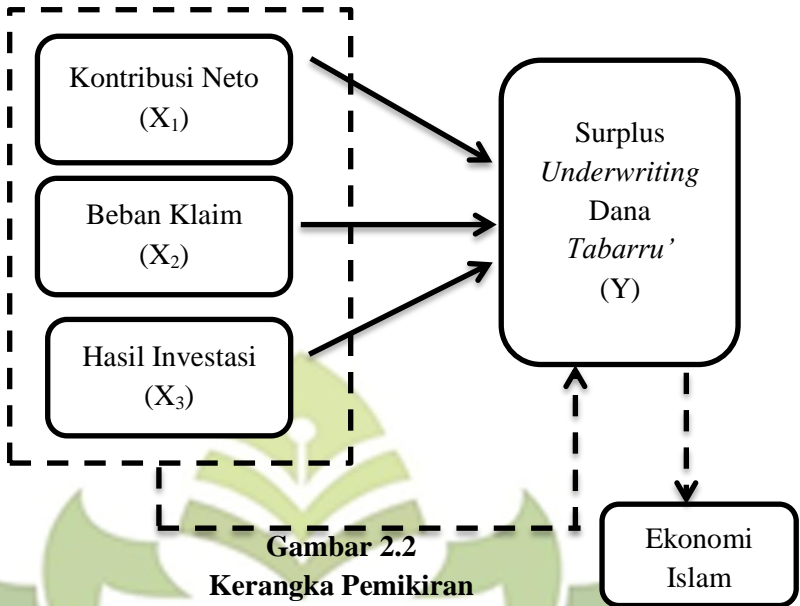 Kontribusi Neto
(X₁)
Beban Klaim
(X₂)
Hasil Investasi
(X₃)
Surplus
Underwriting
Dana
Tabarru’
(Y)
Ekonomi
Islam
Gambar 2.2
Kerangka Pemikiran